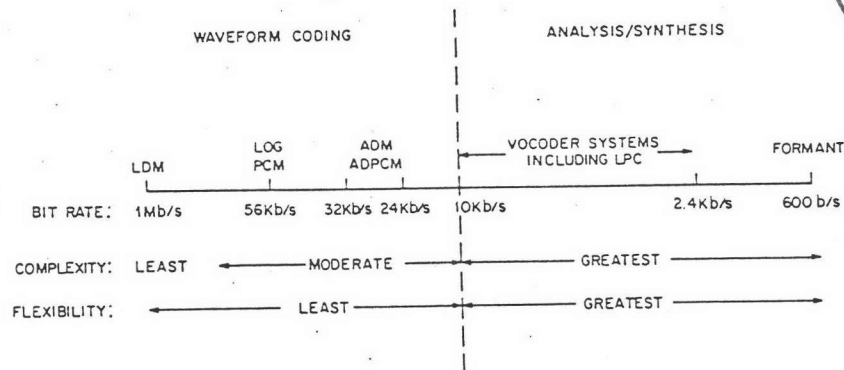 WAVEFORM CODING
ANALYSIS/SYNTHESIS
LDM
LOG
PCM
ADM
ADPCM
VOCODER SYSTEMS
INCLUDING LPC
FORMANT
BIT RATE: 1Mb/s 56Kb/s 32Kb/s 24Kb/s 10Kb/s 2.4Kb/s 600b/s
COMPLEXITY: LEAST MODERATE GREATEST
FLEXIBILITY: LEAST GREATEST